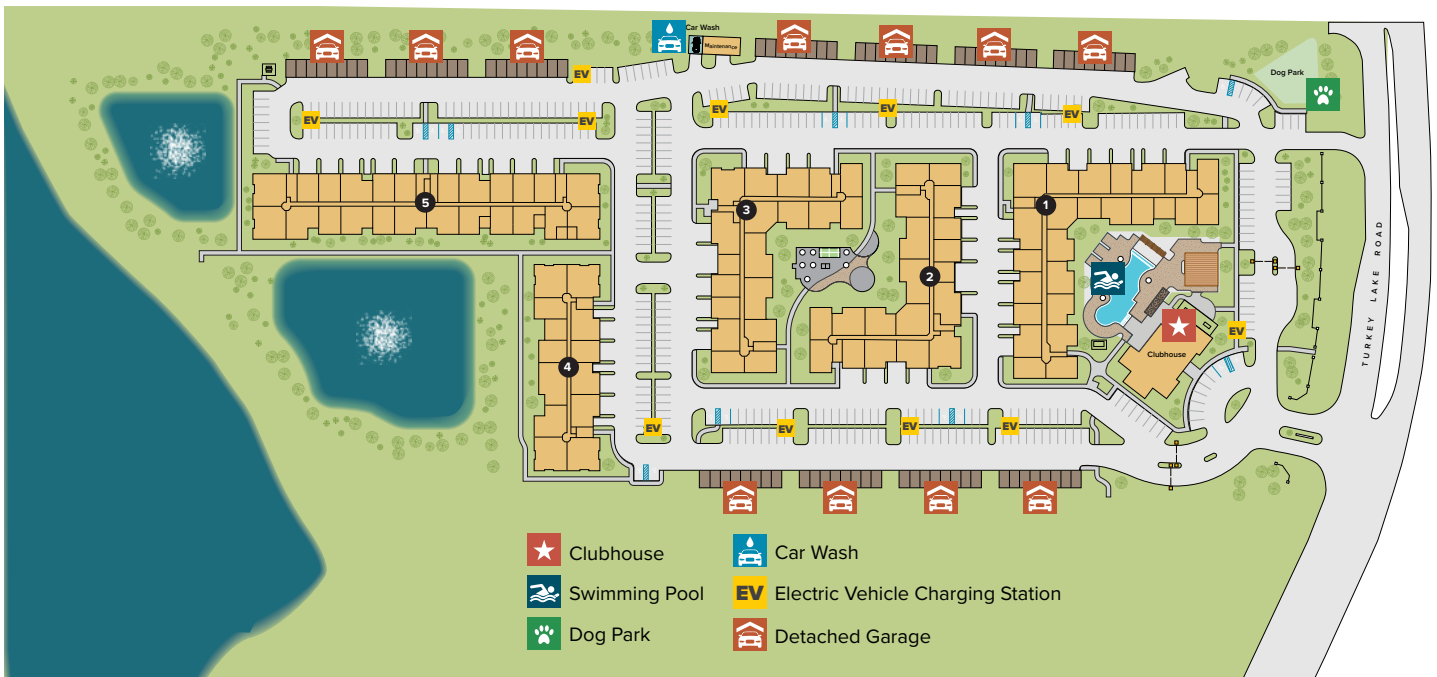 Car Wash
Maintenance
EV
Dog Park
EV
EV
EV
EV
EV
5
3
1
2
TURKEY LAKE ROAD
EV
Clubhouse
4
EV
EV
EV
EV
Clubhouse
Car Wash
Swimming Pool
EV Electric Vehicle Charging Station
Dog Park
Detached Garage